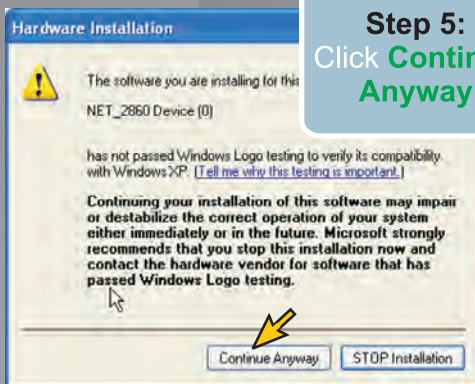 Hardware Installation
Step 5:
Click Contin
Anyway
The software you are installing for this
NET_2860 Device (0)
has not passed Windows Logo testing to verify its compatibility
with Windows XP. (Tell me why this testing is important.)
Continuing your installation of this software may impair
or destabilize the correct operation of your system
either immediately or in the future. Microsoft strongly
recommends that you stop this installation now and
contact the hardware vendor for software that has
passed Windows Logo testing.
Continue Anyway
STOP Installation